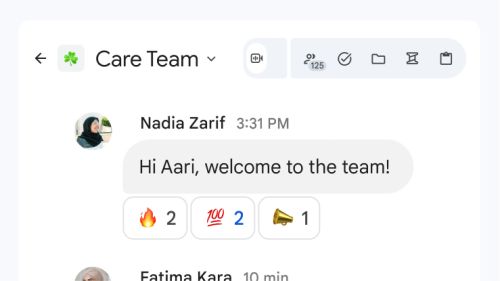 Care Team
125
Nadia Zarif 3:31 PM
Hi Aari, welcome to the team!
2 💯 2 1
Fatima Kara 10 min